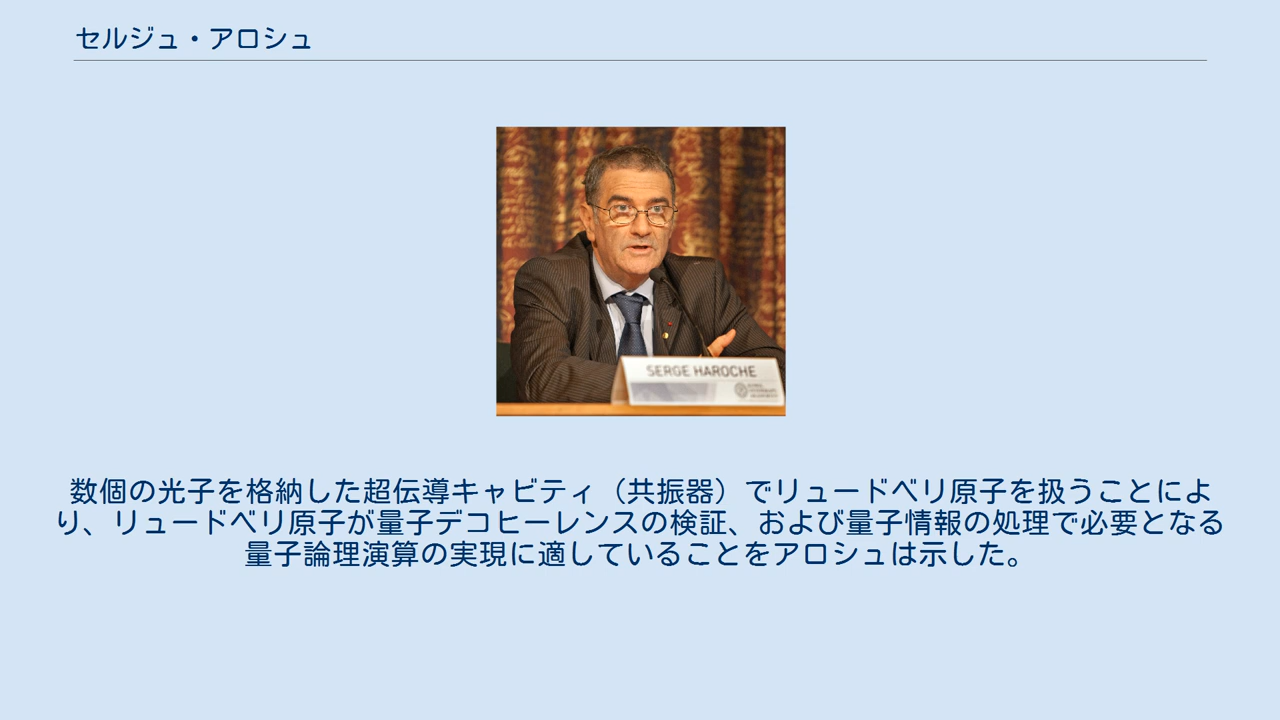 セルジュ・アロシュ
SERGE HAROCHE
数個の光子を格納した超伝導キャビティ（共振器）でリュードベリ原子を扱うことによ
り、リュードベリ原子が量子デコヒーレンスの検証、および量子情報の処理で必要となる
量子論理演算の実現に適していることをアロシュは示した。